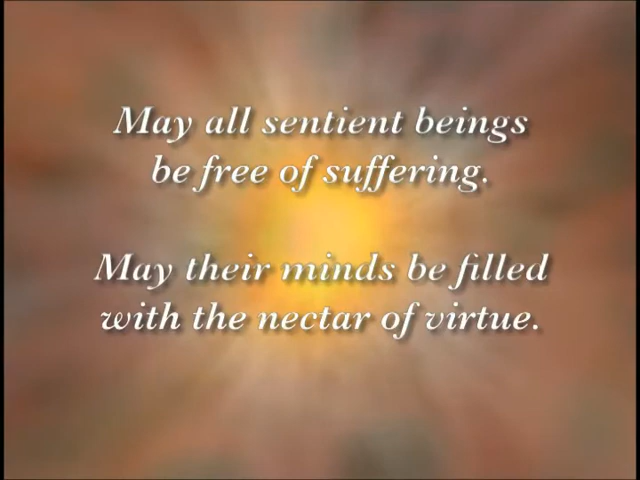 May all sentient beings
be free of suffering.
May their minds be filled
with the nectar of virtue.